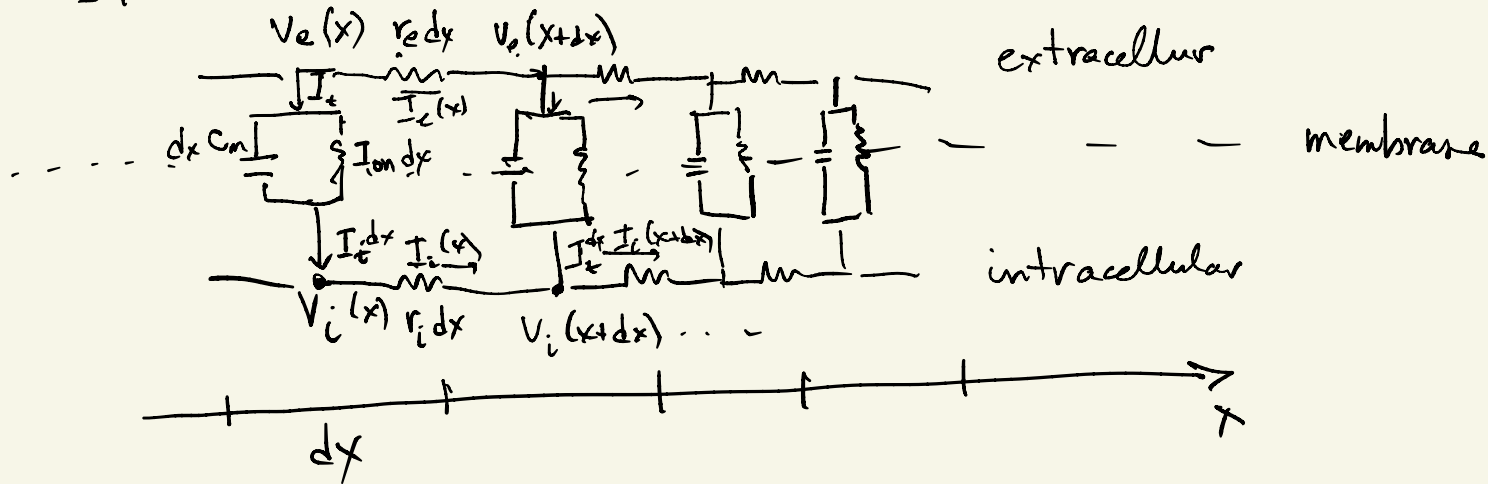 Ve(x) re dx Ve(x+dx)
extracellur
It
Ie(x)
dx Cm Iion dx
membrane
It dx Ii(x) It dx Ii(x+dx)
intracellular
Vi(x) ri dx Vi(x+dx) . . .
dx x